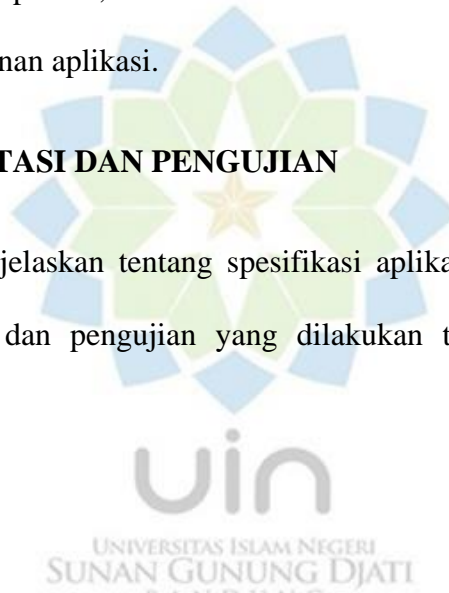 nan aplikasi.
TASI DAN PENGUJIAN
jelaskan tentang spesifikasi aplika
dan pengujian yang dilakukan t
uin
UNIVERSITAS ISLAM NEGERI
SUNAN GUNUNG DJATI
BANDUNG